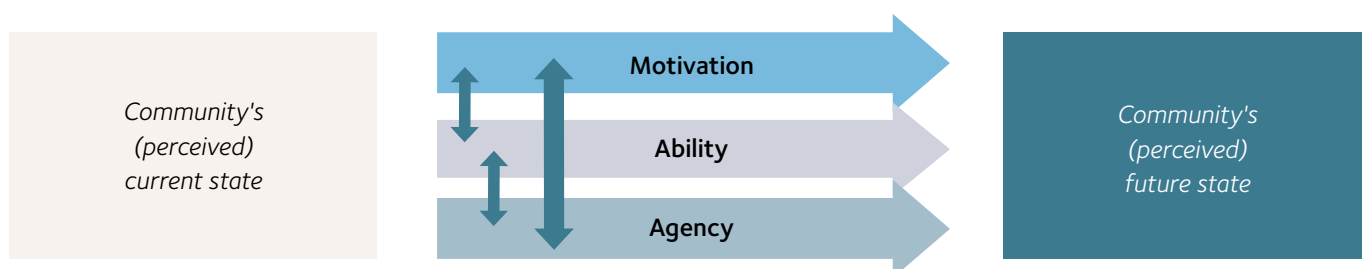 Community's
(perceived)
current state
Motivation
Ability
Agency
Community's
(perceived)
future state